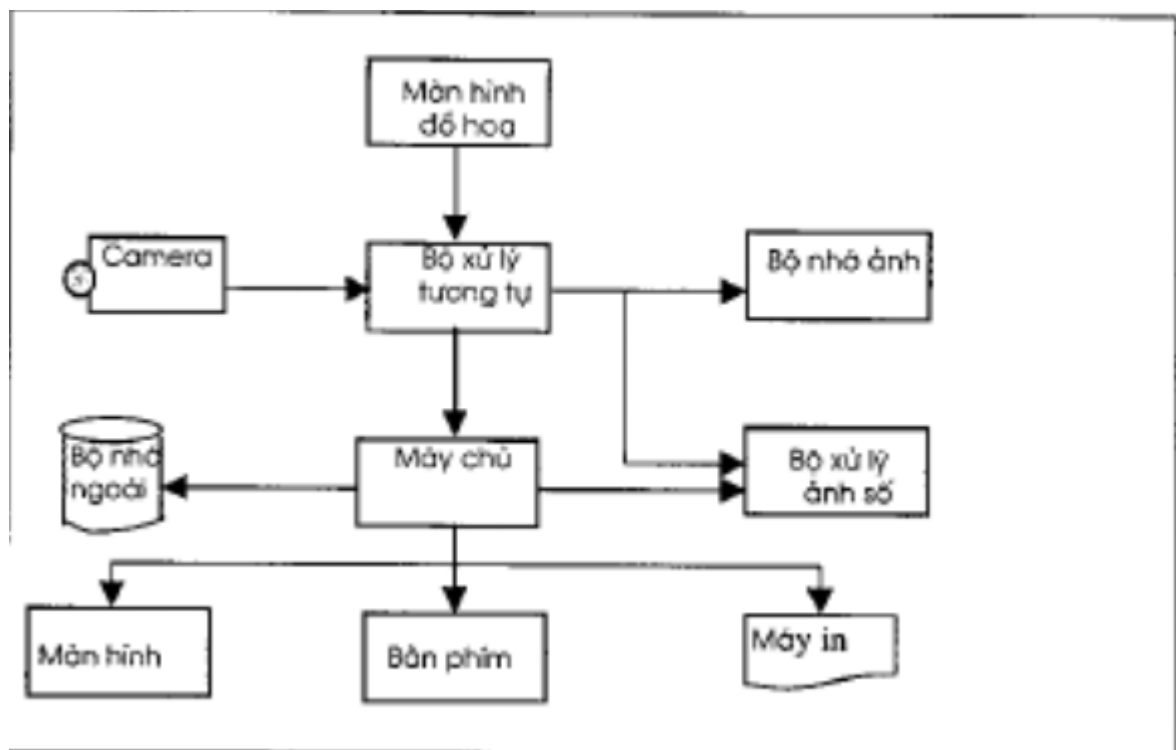 Màn hình
đồ hoạ
Camera
Bộ xử lý
tương tự
Bộ nhớ ảnh
Bộ nhớ
ngoài
Máy chủ
Bộ xử lý
ảnh số
Màn hình
Bàn phím
Máy in